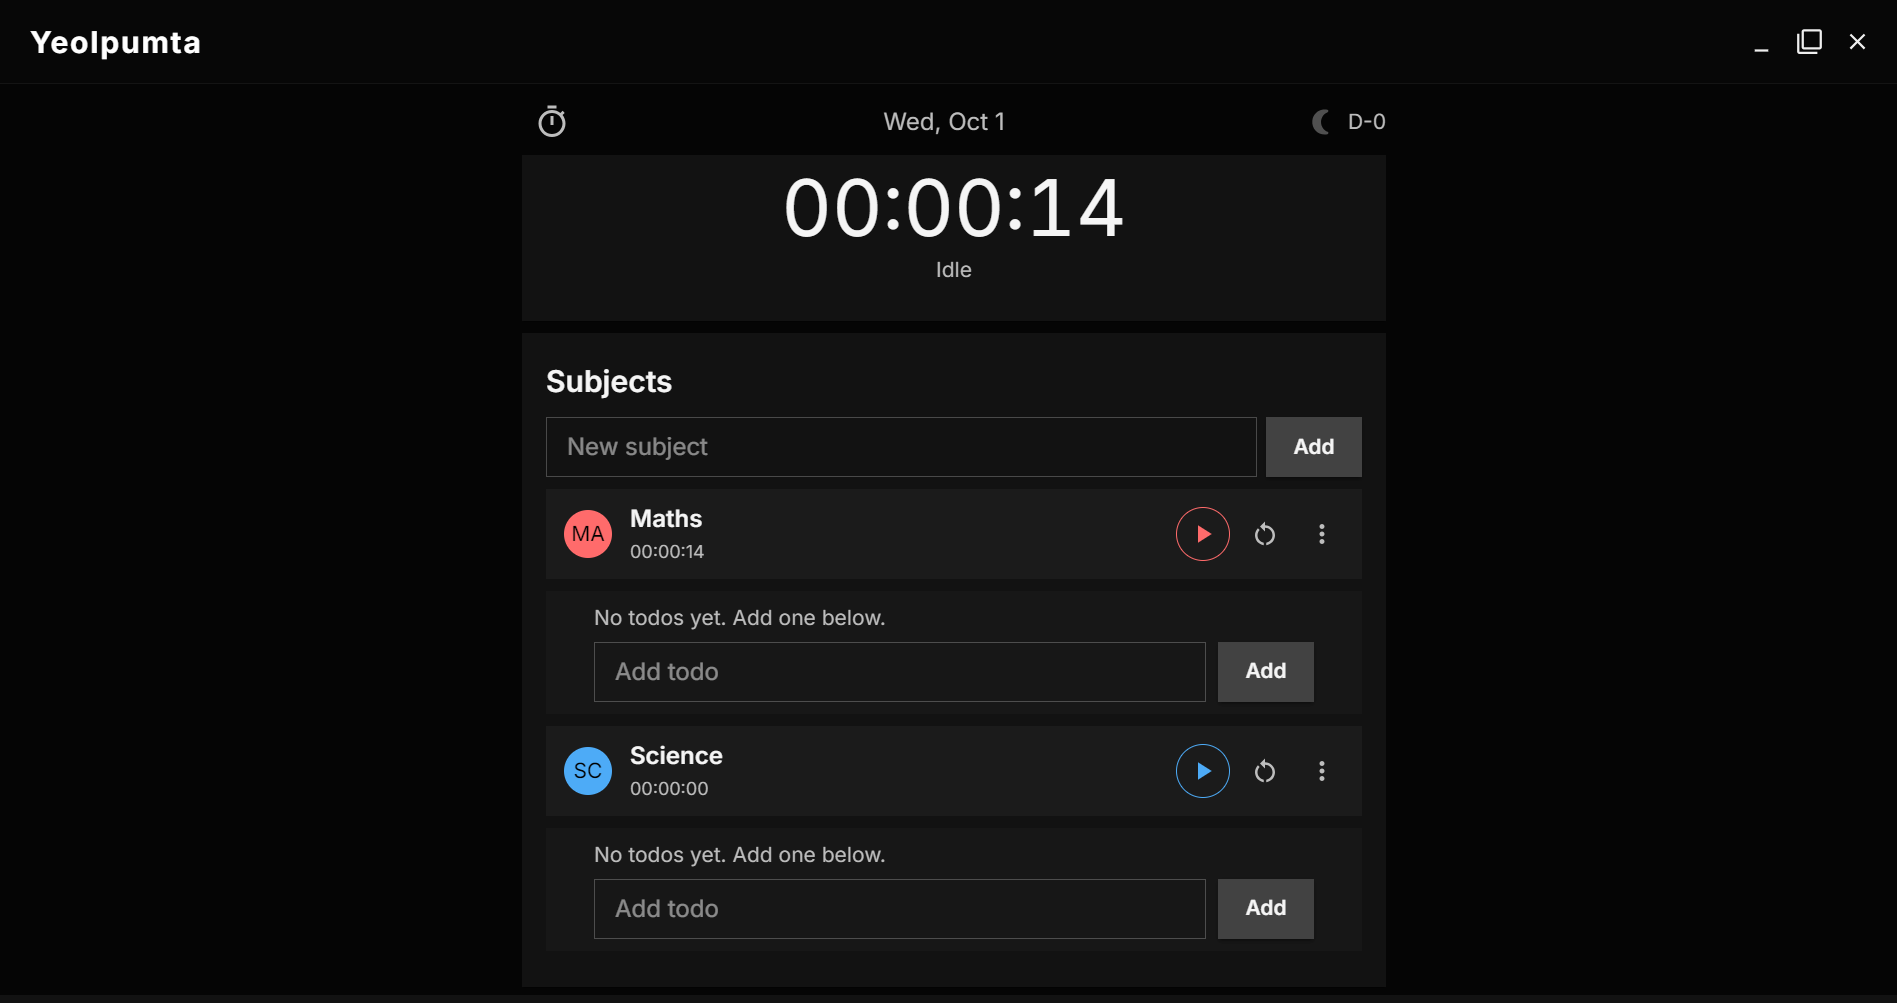 Yeolpumta
Wed, Oct 1
D-0
00:00:14
Idle
Subjects
New subject
Add
MA
Maths
00:00:14
No todos yet. Add one below.
Add todo
Add
SC
Science
00:00:00
No todos yet. Add one below.
Add todo
Add